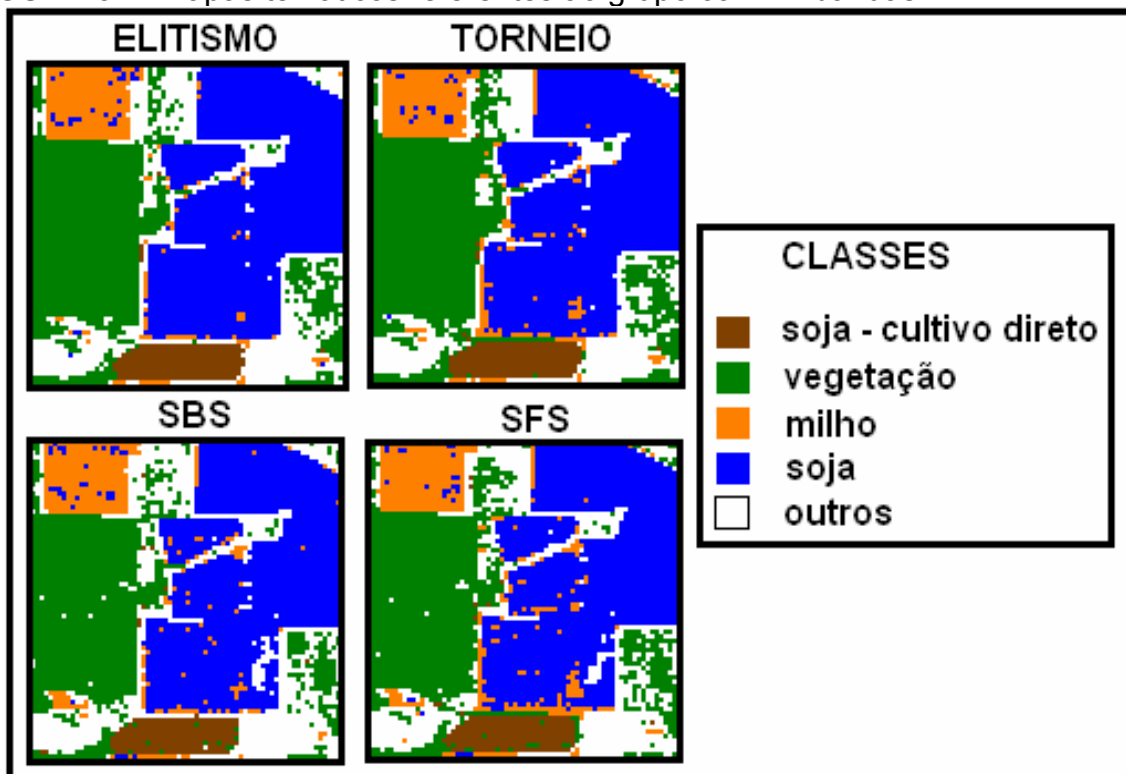 ELITISMO TORNEIO
SBS SFS
CLASSES
soja - cultivo direto
vegetação
milho
soja
outros